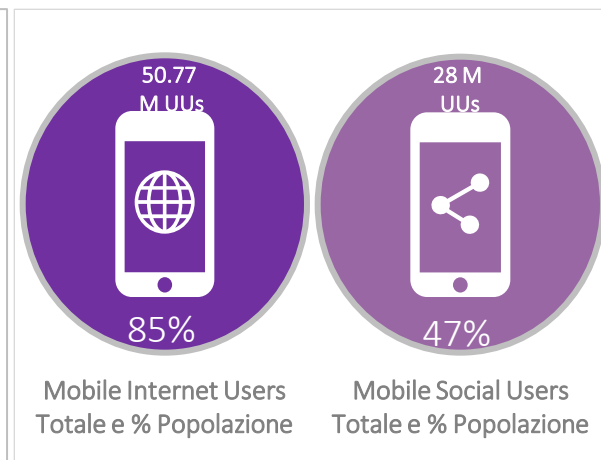 50.77
M UUs
85%
Mobile Internet Users
Totale e % Popolazione
28 M
UUs
47%
Mobile Social Users
Totale e % Popolazione